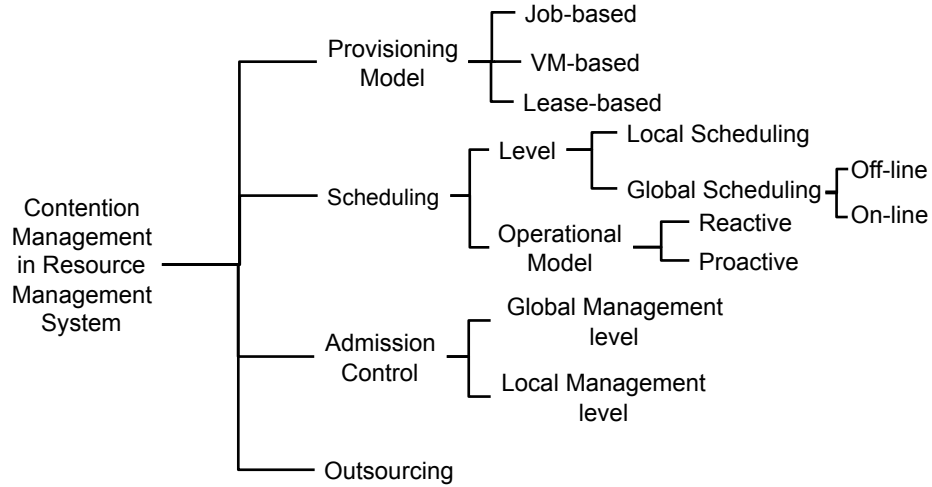 Contention
Management
in Resource
Management
System
Provisioning
Model
Job-based
VM-based
Lease-based
Scheduling
Level
Local Scheduling
Global Scheduling
Off-line
On-line
Operational
Model
Reactive
Proactive
Admission
Control
Global Management
level
Local Management
level
Outsourcing